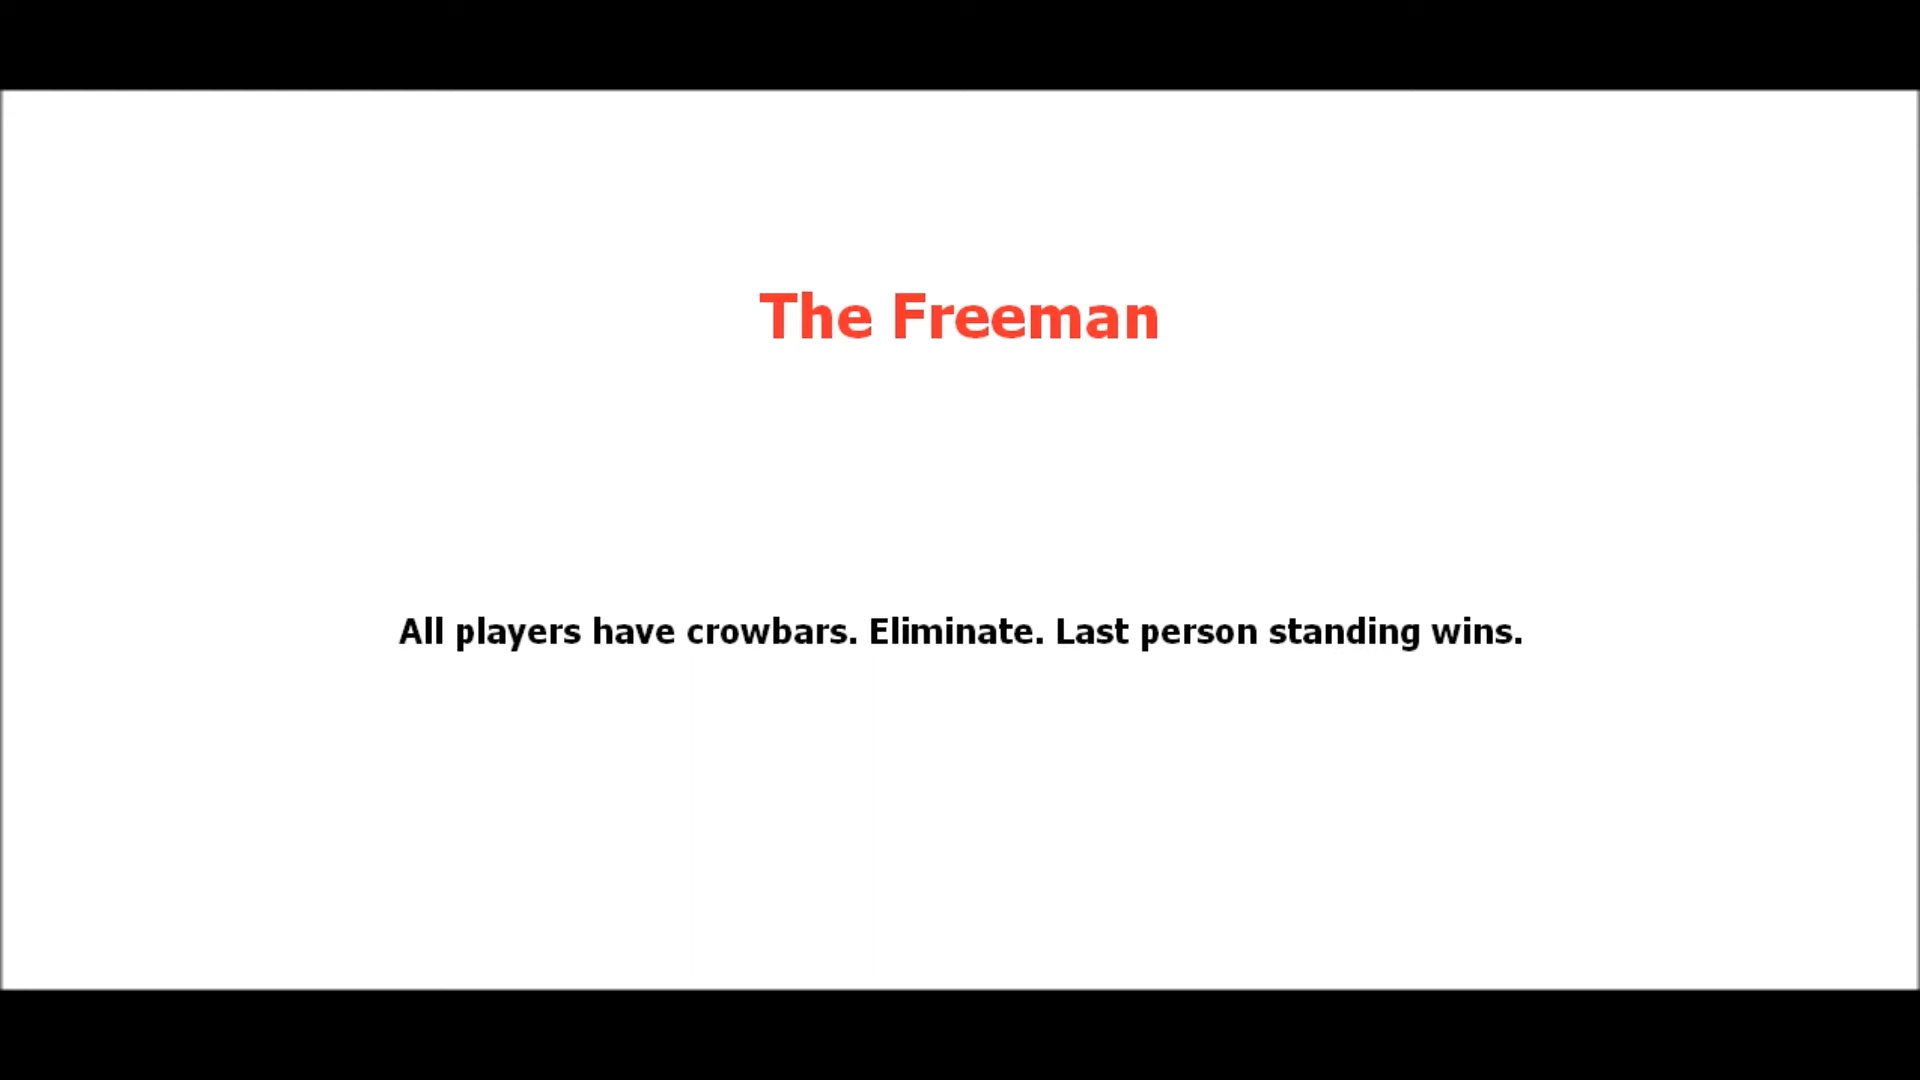 The Freeman
All players have crowbars. Eliminate. Last person standing wins.